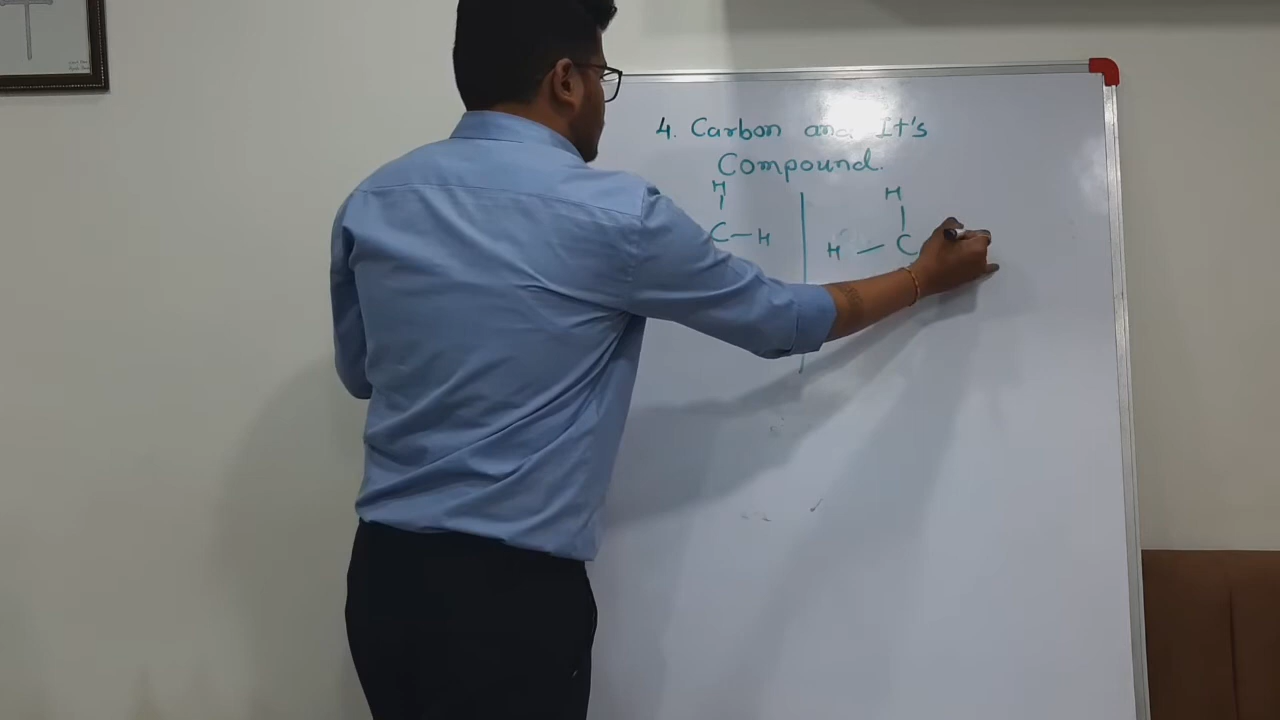 4. Carbon and It's
Compound.
H
H
C – H
H – C